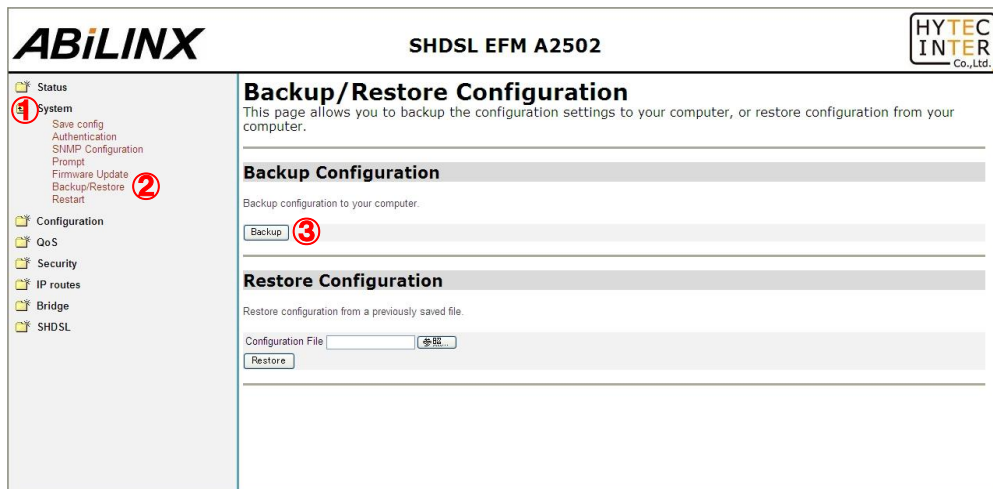 ABiLINX
SHDSL EFM A2502
HYTEC
INTER
Co.,Ltd.
Status
① System
Save config
Authentication
SNMP Configuration
Prompt
Firmware Update
Backup/Restore ②
Restart
Configuration
QoS
Security
IP routes
Bridge
SHDSL
Backup/Restore Configuration
This page allows you to backup the configuration settings to your computer, or restore configuration from your
computer.
Backup Configuration
Backup configuration to your computer.
Backup ③
Restore Configuration
Restore configuration from a previously saved file.
Configuration File 参照...
Restore